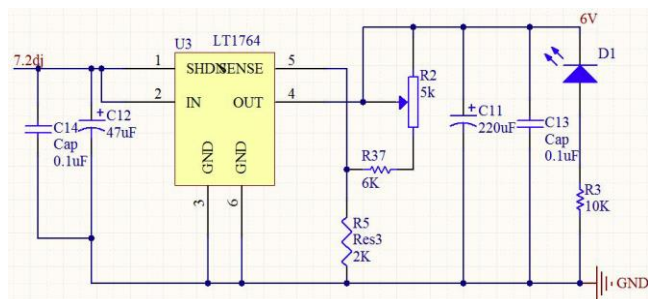 6V
U3 LT1764
7.2dj
1 SHDN SENSE 5
D1
R2
5k
2 IN OUT 4
C14
Cap
0.1uF
+ C12
47uF
+ C11
220uF
C13
Cap
0.1uF
GND GND
R37
6K
3 6
R3
10K
R5
Res3
2K
GND